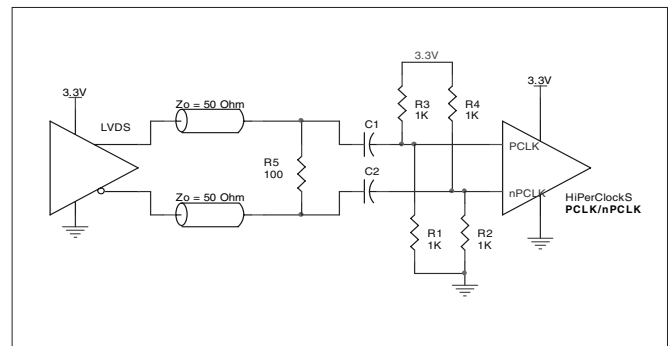 3.3V
3.3V
3.3V
Zo = 50 Ohm
LVDS
R3
1K
R4
1K
C1
PCLK
R5
100
C2
Zo = 50 Ohm
nPCLK
HiPerClockS
PCLK/nPCLK
R1
1K
R2
1K